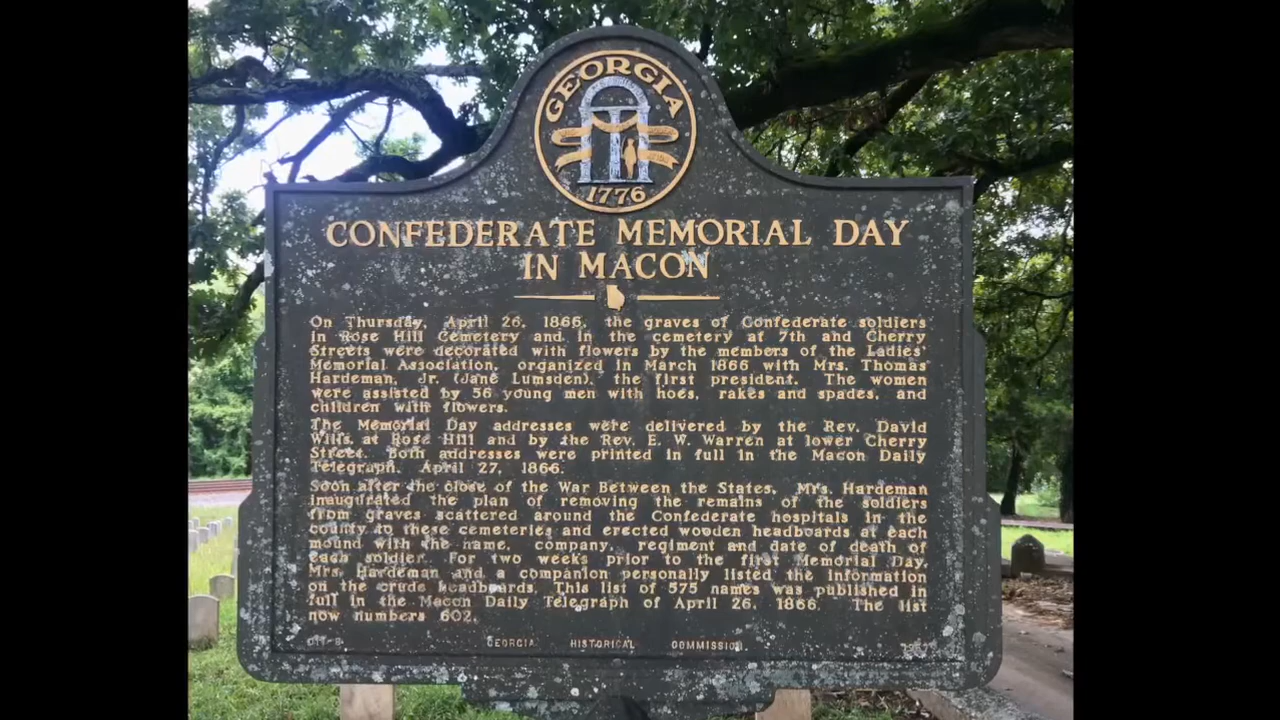 GEORGIA
1776
CONFEDERATE MEMORIAL DAY
IN MACON
On Thursday, April 26, 1866, the graves of Confederate soldiers
in Rose Hill Cemetery and in the cemetery at 7th and Cherry
Streets were decorated with flowers by the members of the Ladies'
Memorial Association, organized in March 1866 with Mrs. Thomas
Hardeman, Jr. (Jane Lumsden), the first president. The women
were assisted by 56 young men with hoes, rakes and spades, and
children with flowers.
The Memorial Day addresses were delivered by the Rev. David
Wills at Rose Hill and by the Rev. E. W. Warren at lower Cherry
Street. Both addresses were printed in full in the Macon Daily
Telegraph, April 27, 1866.
Soon after the close of the War Between the States, Mrs. Hardeman
inaugurated the plan of removing the remains of the soldiers
from graves scattered around the Confederate hospitals in the
county to these cemeteries and erected wooden headboards at each
mound with the name, company, regiment and date of death of
each soldier. For two weeks prior to the first Memorial Day,
Mrs. Hardeman and a companion personally listed the information
on the crude headboards. This list of 575 names was published in
full in the Macon Daily Telegraph of April 26, 1866. The list
now numbers 602.
GEORGIA HISTORICAL COMMISSION